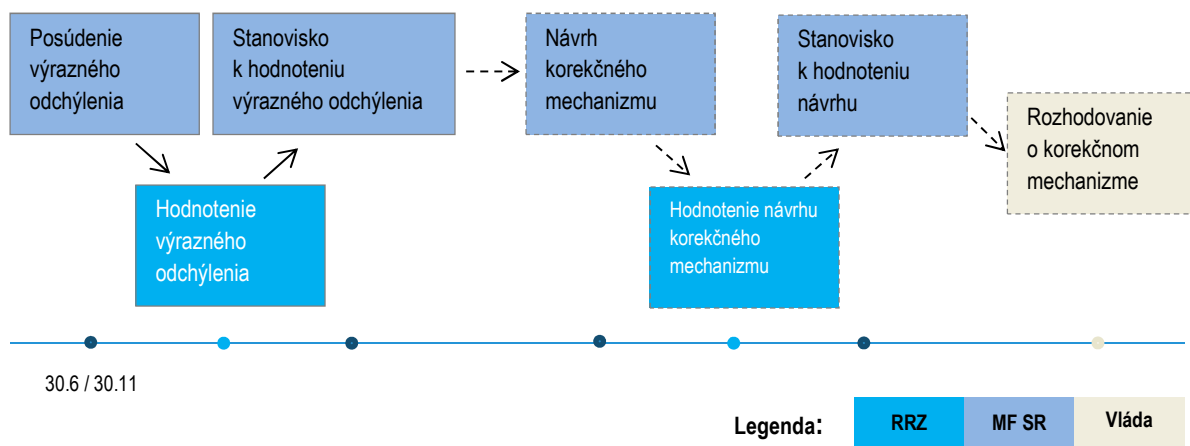 Posúdenie
výrazného
odchýlenia
Stanovisko
k hodnoteniu
výrazného odchýlenia
Návrh
korekčného
mechanizmu
Stanovisko
k hodnoteniu
návrhu
Rozhodovanie
o korekčnom
mechanizme
Hodnotenie
výrazného
odchýlenia
Hodnotenie návrhu
korekčného
mechanizmu
30.6 / 30.11
Legenda: RRZ MF SR Vláda